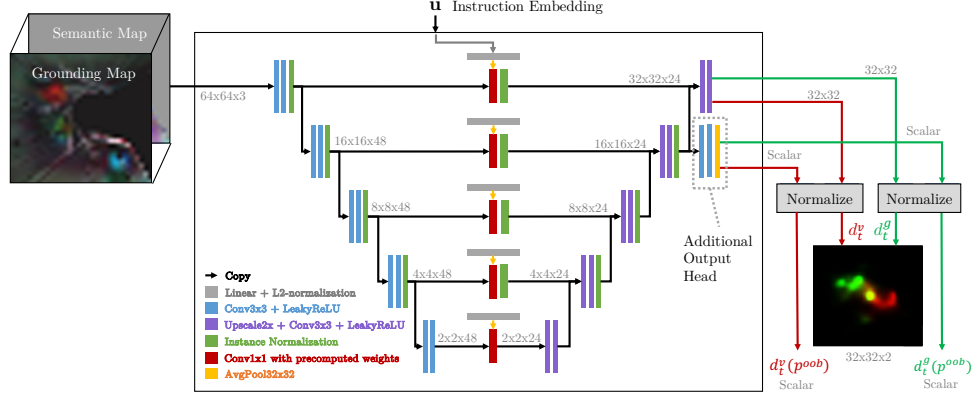 u Instruction Embedding
Semantic Map
Grounding Map
64x64x3
32x32x24
32x32
32x32
16x16x48
16x16x24
Scalar
Scalar
8x8x48
8x8x24
Normalize
Normalize
d_t^v
d_t^g
Additional
Output
Head
4x4x48
4x4x24
2x2x48
2x2x24
Copy
Linear + L2-normalization
Conv3x3 + LeakyReLU
Upscale2x + Conv3x3 + LeakyReLU
Instance Normalization
Conv1x1 with precomputed weights
AvgPool32x32
32x32x2
d_t^v(p^oob)
Scalar
d_t^g(p^oob)
Scalar